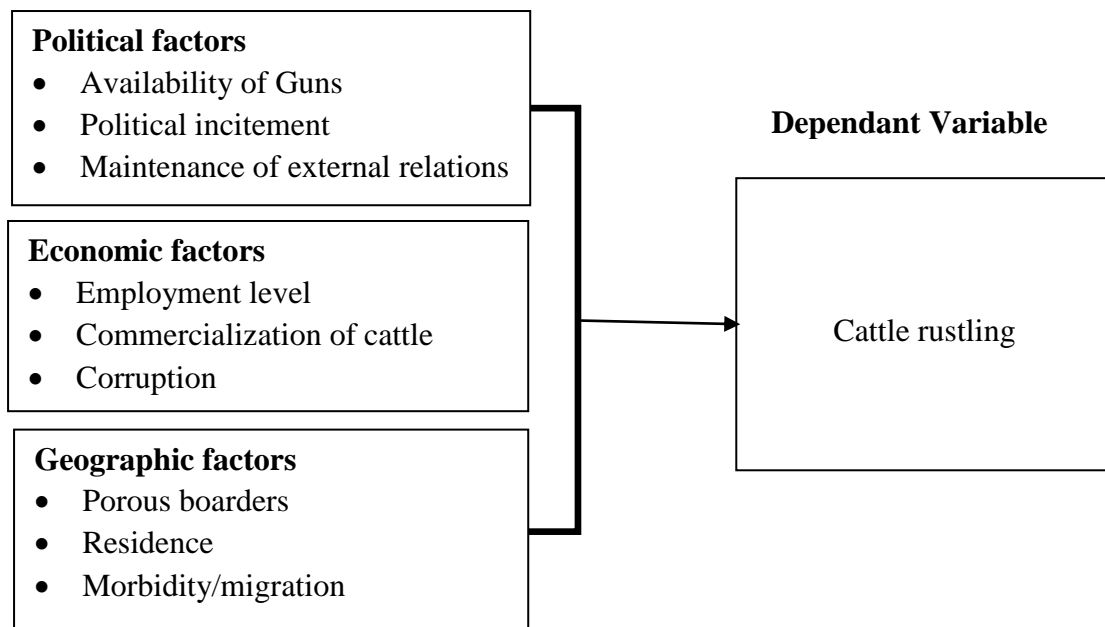 Political factors
• Availability of Guns
• Political incitement
• Maintenance of external relations
Economic factors
• Employment level
• Commercialization of cattle
• Corruption
Geographic factors
• Porous boarders
• Residence
• Morbidity/migration
Dependant Variable
Cattle rustling